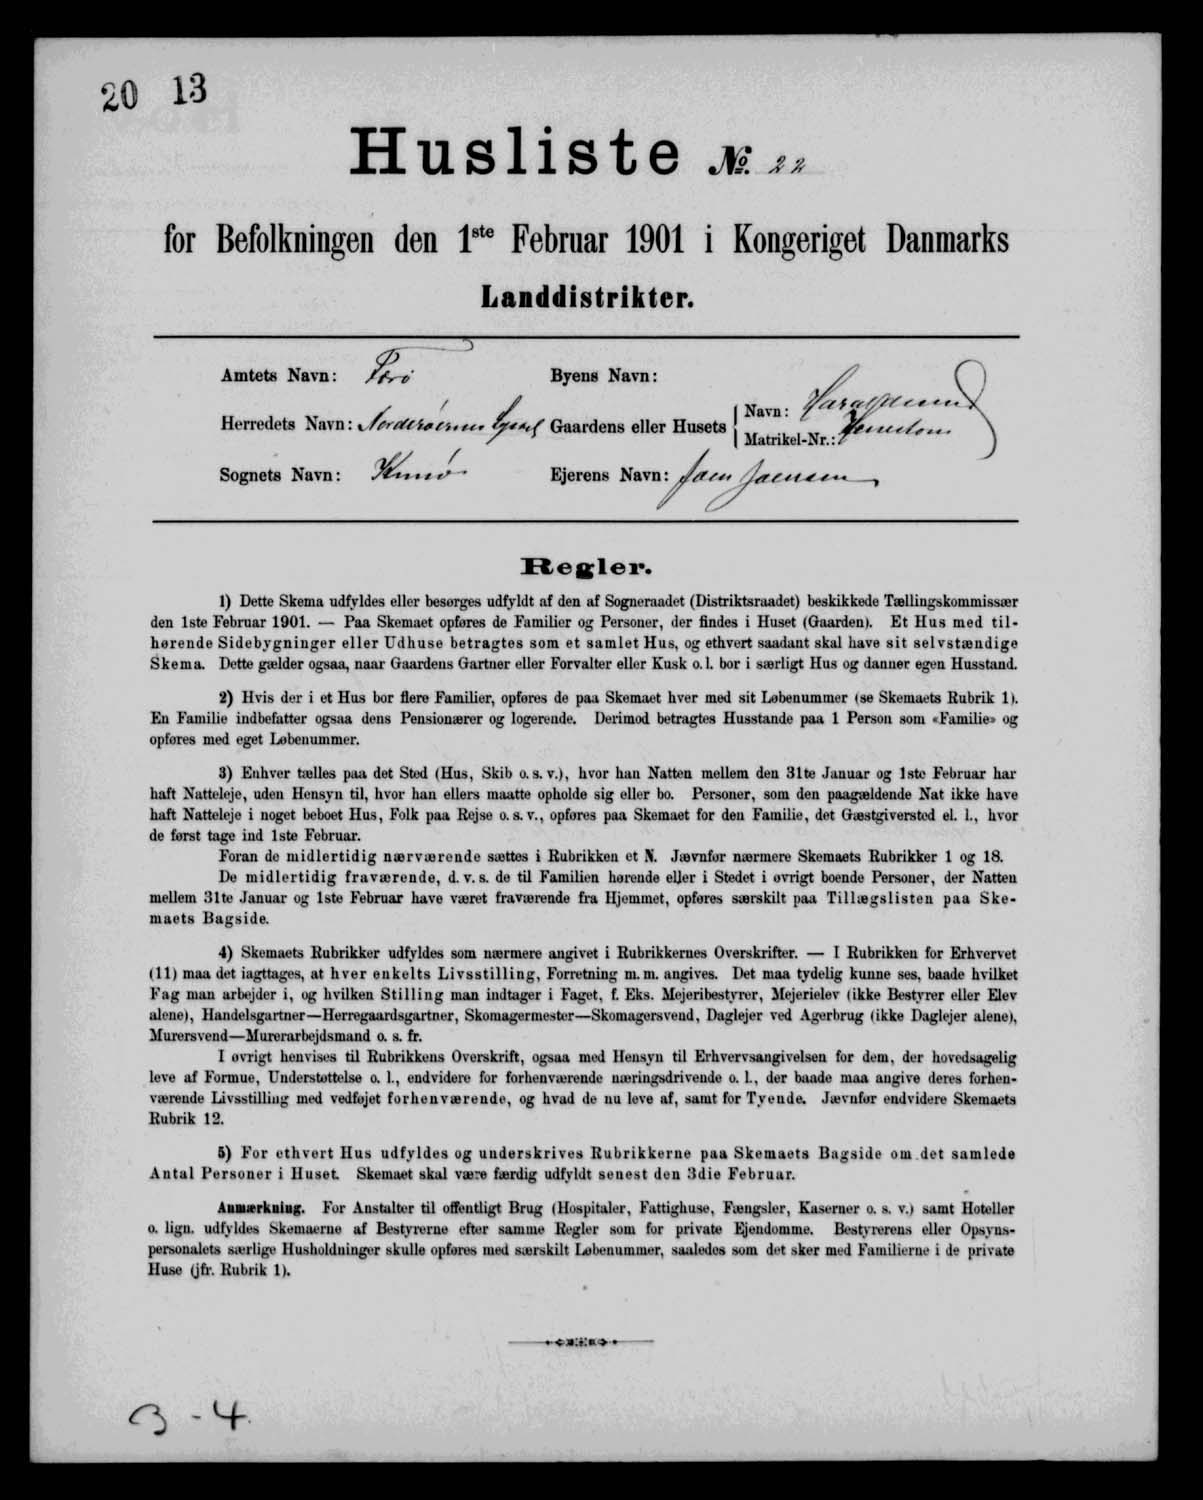 20 13
Husliste №. 22
for Befolkningen den 1ste Februar 1901 i Kongeriget Danmarks
Landdistrikter.
Amtets Navn: Færø Byens Navn:
Herredets Navn: Norderøernes Syssel Gaardens eller Husets Navn: Haraldssund
Matrikel-Nr.:
Sognets Navn: Kunø Ejerens Navn: Joen Joensen
Regler.
1) Dette Skema udfyldes eller besørges udfyldt af den af Sogneraadet (Distriktsraadet) beskikkede Tællingskommissær
den 1ste Februar 1901. — Paa Skemaet opføres de Familier og Personer, der findes i Huset (Gaarden). Et Hus med til-
hørende Sidebygninger eller Udhuse betragtes som et samlet Hus, og ethvert saadant skal have sit selvstændige
Skema. Dette gælder ogsaa, naar Gaardens Gartner eller Forvalter eller Kusk o. l. bor i særligt Hus og danner egen Husstand.
2) Hvis der i et Hus bor flere Familier, opføres de paa Skemaet hver med sit Løbenummer (se Skemaets Rubrik 1).
En Familie indbefatter ogsaa dens Pensionærer og logerende. Derimod betragtes Husstande paa 1 Person som «Familie» og
opføres med eget Løbenummer.
3) Enhver tælles paa det Sted (Hus, Skib o. s. v.), hvor han Natten mellem den 31te Januar og 1ste Februar har
haft Natteleje, uden Hensyn til, hvor han ellers maatte opholde sig eller bo. Personer, som den paagældende Nat ikke have
haft Natteleje i noget beboet Hus, Folk paa Rejse o. s. v., opføres paa Skemaet for den Familie, det Gæstgiversted el. l., hvor
de først tage ind 1ste Februar.
Foran de midlertidig nærværende sættes i Rubrikken et N. Jævnfør nærmere Skemaets Rubrikker 1 og 18.
De midlertidig fraværende, d. v. s. de til Familien hørende eller i Stedet i øvrigt boende Personer, der Natten
mellem 31te Januar og 1ste Februar have været fraværende fra Hjemmet, opføres særskilt paa Tillægslisten paa Ske-
maets Bagside.
4) Skemaets Rubrikker udfyldes som nærmere angivet i Rubrikkernes Overskrifter. — I Rubrikken for Erhvervet
(11) maa det iagttages, at hver enkelts Livsstilling, Forretning m. m. angives. Det maa tydelig kunne ses, baade hvilket
Fag man arbejder i, og hvilken Stilling man indtager i Faget, f. Eks. Mejeribestyrer, Mejerielev (ikke Bestyrer eller Elev
alene), Handelsgartner—Herregaardsgartner, Skomagermester—Skomagersvend, Daglejer ved Agerbrug (ikke Daglejer alene),
Murersvend—Murerarbejdsmand o. s. fr.
I øvrigt henvises til Rubrikkens Overskrift, ogsaa med Hensyn til Erhvervsangivelsen for dem, der hovedsagelig
leve af Formue, Understøttelse o. l., endvidere for forhenværende næringsdrivende o. l., der baade maa angive deres forhen-
værende Livsstilling med vedføjet forhenværende, og hvad de nu leve af, samt for Tyende. Jævnfør endvidere Skemaets
Rubrik 12.
5) For ethvert Hus udfyldes og underskrives Rubrikkerne paa Skemaets Bagside om det samlede
Antal Personer i Huset. Skemaet skal være færdig udfyldt senest den 3die Februar.
Anmærkning. For Anstalter til offentligt Brug (Hospitaler, Fattighuse, Fængsler, Kaserner o. s. v.) samt Hoteller
o. lign. udfyldes Skemaerne af Bestyrerne efter samme Regler som for private Ejendomme. Bestyrerens eller Opsyns-
personalets særlige Husholdninger skulle opføres med særskilt Løbenummer, saaledes som det sker med Familierne i de private
Huse (jfr. Rubrik 1).
3 - 4.